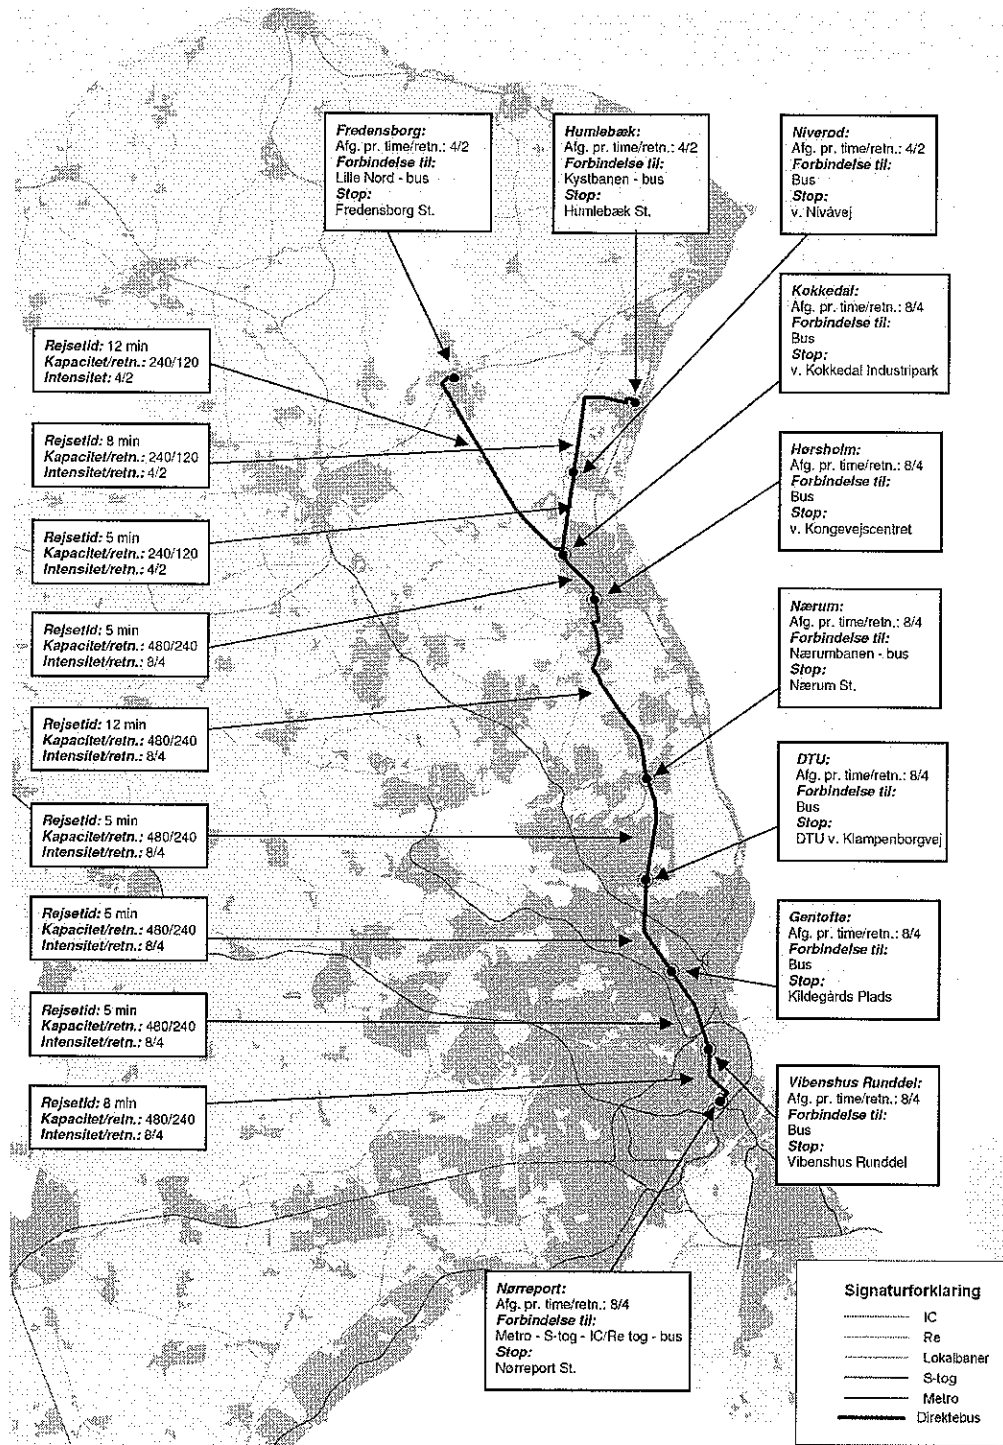 Fredensborg:
Afg. pr. time/retn.: 4/2
Forbindelse til:
Lille Nord - bus
Stop:
Fredensborg St.
Humlebæk:
Afg. pr. time/retn.: 4/2
Forbindelse til:
Kystbanen - bus
Stop:
Humlebæk St.
Niverød:
Afg. pr. time/retn.: 4/2
Forbindelse til:
Bus
Stop:
v. Nivåvej
Kokkedal:
Afg. pr. time/retn.: 8/4
Forbindelse til:
Bus
Stop:
v. Kokkedal Industripark
Hørsholm:
Afg. pr. time/retn.: 8/4
Forbindelse til:
Bus
Stop:
v. Kongevejscentret
Nærum:
Afg. pr. time/retn.: 8/4
Forbindelse til:
Nærumbanen - bus
Stop:
Nærum St.
DTU:
Afg. pr. time/retn.: 8/4
Forbindelse til:
Bus
Stop:
DTU v. Klampenborgvej
Gentofte:
Afg. pr. time/retn.: 8/4
Forbindelse til:
Bus
Stop:
Kildegårds Plads
Vibenshus Runddel:
Afg. pr. time/retn.: 8/4
Forbindelse til:
Bus
Stop:
Vibenshus Runddel
Nørreport:
Afg. pr. time/retn.: 8/4
Forbindelse til:
Metro - S-tog - IC/Re tog - bus
Stop:
Nørreport St.
Rejsetid: 12 min
Kapacitet/retn.: 240/120
Intensitet: 4/2
Rejsetid: 8 min
Kapacitet/retn.: 240/120
Intensitet/retn.: 4/2
Rejsetid: 5 min
Kapacitet/retn.: 240/120
Intensitet/retn.: 4/2
Rejsetid: 5 min
Kapacitet/retn.: 480/240
Intensitet/retn.: 8/4
Rejsetid: 12 min
Kapacitet/retn.: 480/240
Intensitet/retn.: 8/4
Rejsetid: 5 min
Kapacitet/retn.: 480/240
Intensitet/retn.: 8/4
Rejsetid: 5 min
Kapacitet/retn.: 480/240
Intensitet/retn.: 8/4
Rejsetid: 5 min
Kapacitet/retn.: 480/240
Intensitet/retn.: 8/4
Rejsetid: 8 min
Kapacitet/retn.: 480/240
Intensitet/retn.: 8/4
Signaturforklaring
IC
Re
Lokalbaner
S-tog
Metro
Direktebus